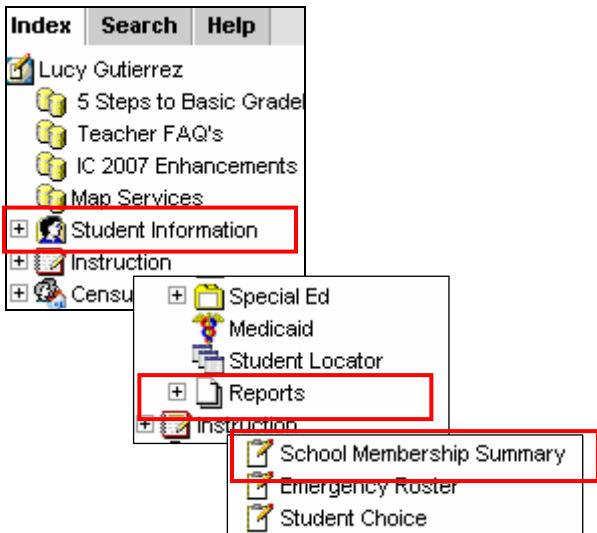 Index Search Help
Lucy Gutierrez
5 Steps to Basic Gradel
Teacher FAQ's
IC 2007 Enhancements
Map Services
Student Information
Instruction
Censu
Special Ed
Medicaid
Student Locator
Reports
Instruction
School Membership Summary
Emergency Roster
Student Choice